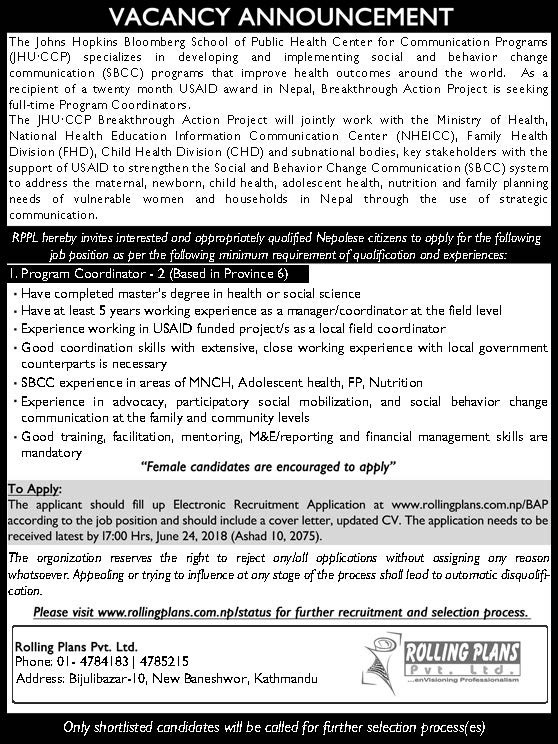 VACANCY ANNOUNCEMENT
The Johns Hopkins Bloomberg School of Public Health Center for Communication Programs
(JHU·CCP) specializes in developing and implementing social and behavior change
communication (SBCC) programs that improve health outcomes around the world. As a
recipient of a twenty month USAID award in Nepal, Breakthrough Action Project is seeking
full-time Program Coordinators.
The JHU·CCP Breakthrough Action Project will jointly work with the Ministry of Health,
National Health Education Information Communication Center (NHEICC), Family Health
Division (FHD), Child Health Division (CHD) and subnational bodies, key stakeholders with the
support of USAID to strengthen the Social and Behavior Change Communication (SBCC) system
to address the maternal, newborn, child health, adolescent health, nutrition and family planning
needs of vulnerable women and households in Nepal through the use of strategic
communication.
RPPL hereby invites interested and appropriately qualified Nepolese citizens to apply for the following
job position as per the following minimum requirement of qualification and experiences:
1. Program Coordinator - 2 (Based in Province 6)
• Have completed master's degree in health or social science
• Have at least 5 years working experience as a manager/coordinator at the field level
• Experience working in USAID funded project/s as a local field coordinator
• Good coordination skills with extensive, close working experience with local government
counterparts is necessary
• SBCC experience in areas of MNCH, Adolescent health, FP, Nutrition
• Experience in advocacy, participatory social mobilization, and social behavior change
communication at the family and community levels
• Good training, facilitation, mentoring, M&E/reporting and financial management skills are
mandatory
"Female candidates are encouraged to apply"
To Apply:
The applicant should fill up Electronic Recruitment Application at www.rollingplans.com.np/BAP
according to the job position and should include a cover letter, updated CV. The application needs to be
received latest by 17:00 Hrs, June 24, 2018 (Ashad 10, 2075).
The organization reserves the right to reject any/all applications without assigning any reason
whatsoever. Appealing or trying to influence at any stage of the process shall lead to automatic disqualifi-
cation.
Please visit www.rollingplans.com.np/status for further recruitment and selection process.
Rolling Plans Pvt. Ltd.
Phone: 01- 4784183 | 4785215
Address: Bijulibazar-10, New Baneshwor, Kathmandu
ROLLING PLANS
Pvt. Ltd.
...enVisioning Professionalism
Only shortlisted candidates will be called for further selection process(es)